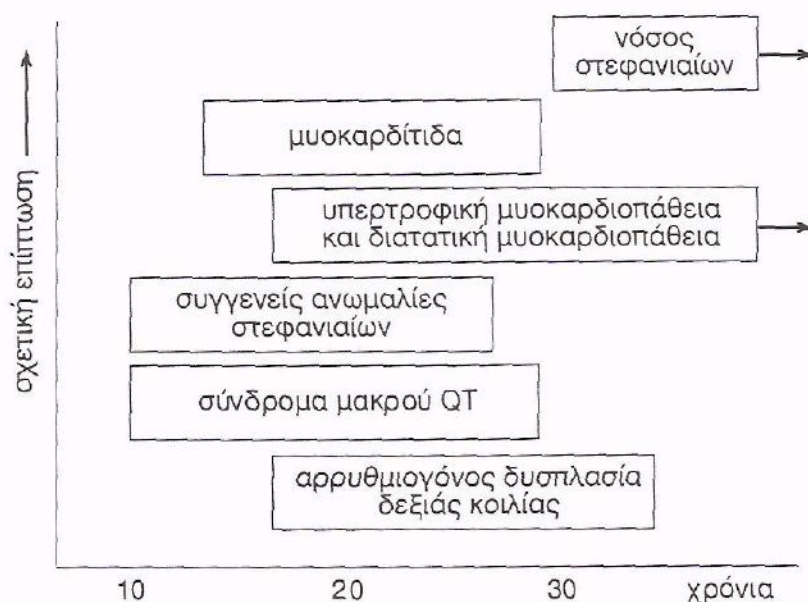 νόσος
στεφανιαίων
μυοκαρδίτιδα
υπερτροφική μυοκαρδιοπάθεια
και διατατική μυοκαρδιοπάθεια
συγγενείς ανωμαλίες
στεφανιαίων
σύνδρομα μακρού QT
αρρυθμιογόνος δυσπλασία
δεξιάς κοιλίας
σχετική επίπτωση
10 20 30 χρόνια